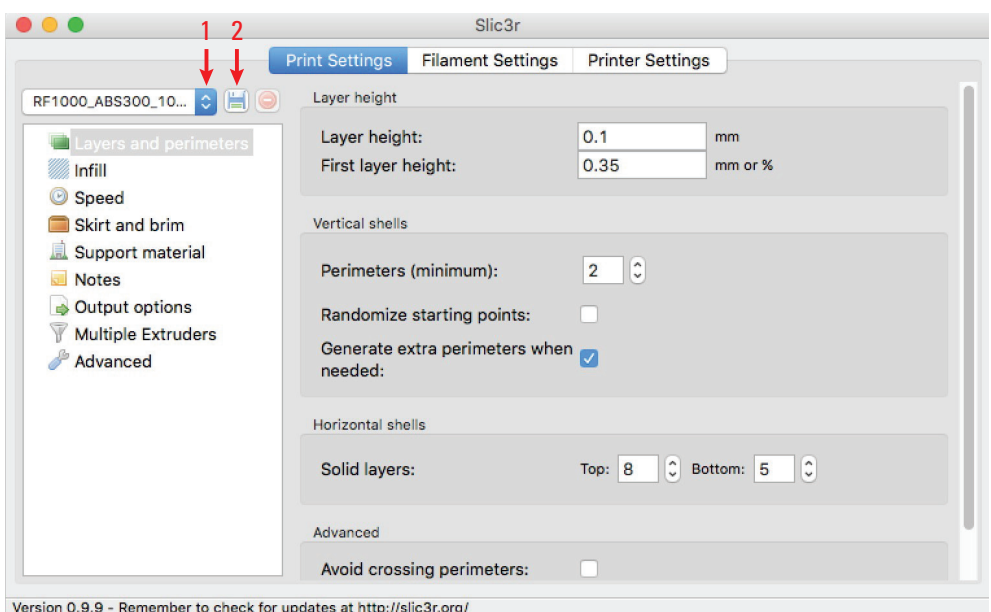 1 2
Slic3r
Print Settings Filament Settings Printer Settings
RF1000_ABS300_10...
Layers and perimeters
Infill
Speed
Skirt and brim
Support material
Notes
Output options
Multiple Extruders
Advanced
Layer height
Layer height: 0.1 mm
First layer height: 0.35 mm or %
Vertical shells
Perimeters (minimum): 2
Randomize starting points:
Generate extra perimeters when
needed:
Horizontal shells
Solid layers: Top: 8 Bottom: 5
Advanced
Avoid crossing perimeters:
Version 0.9.9 - Remember to check for updates at http://slic3r.org/